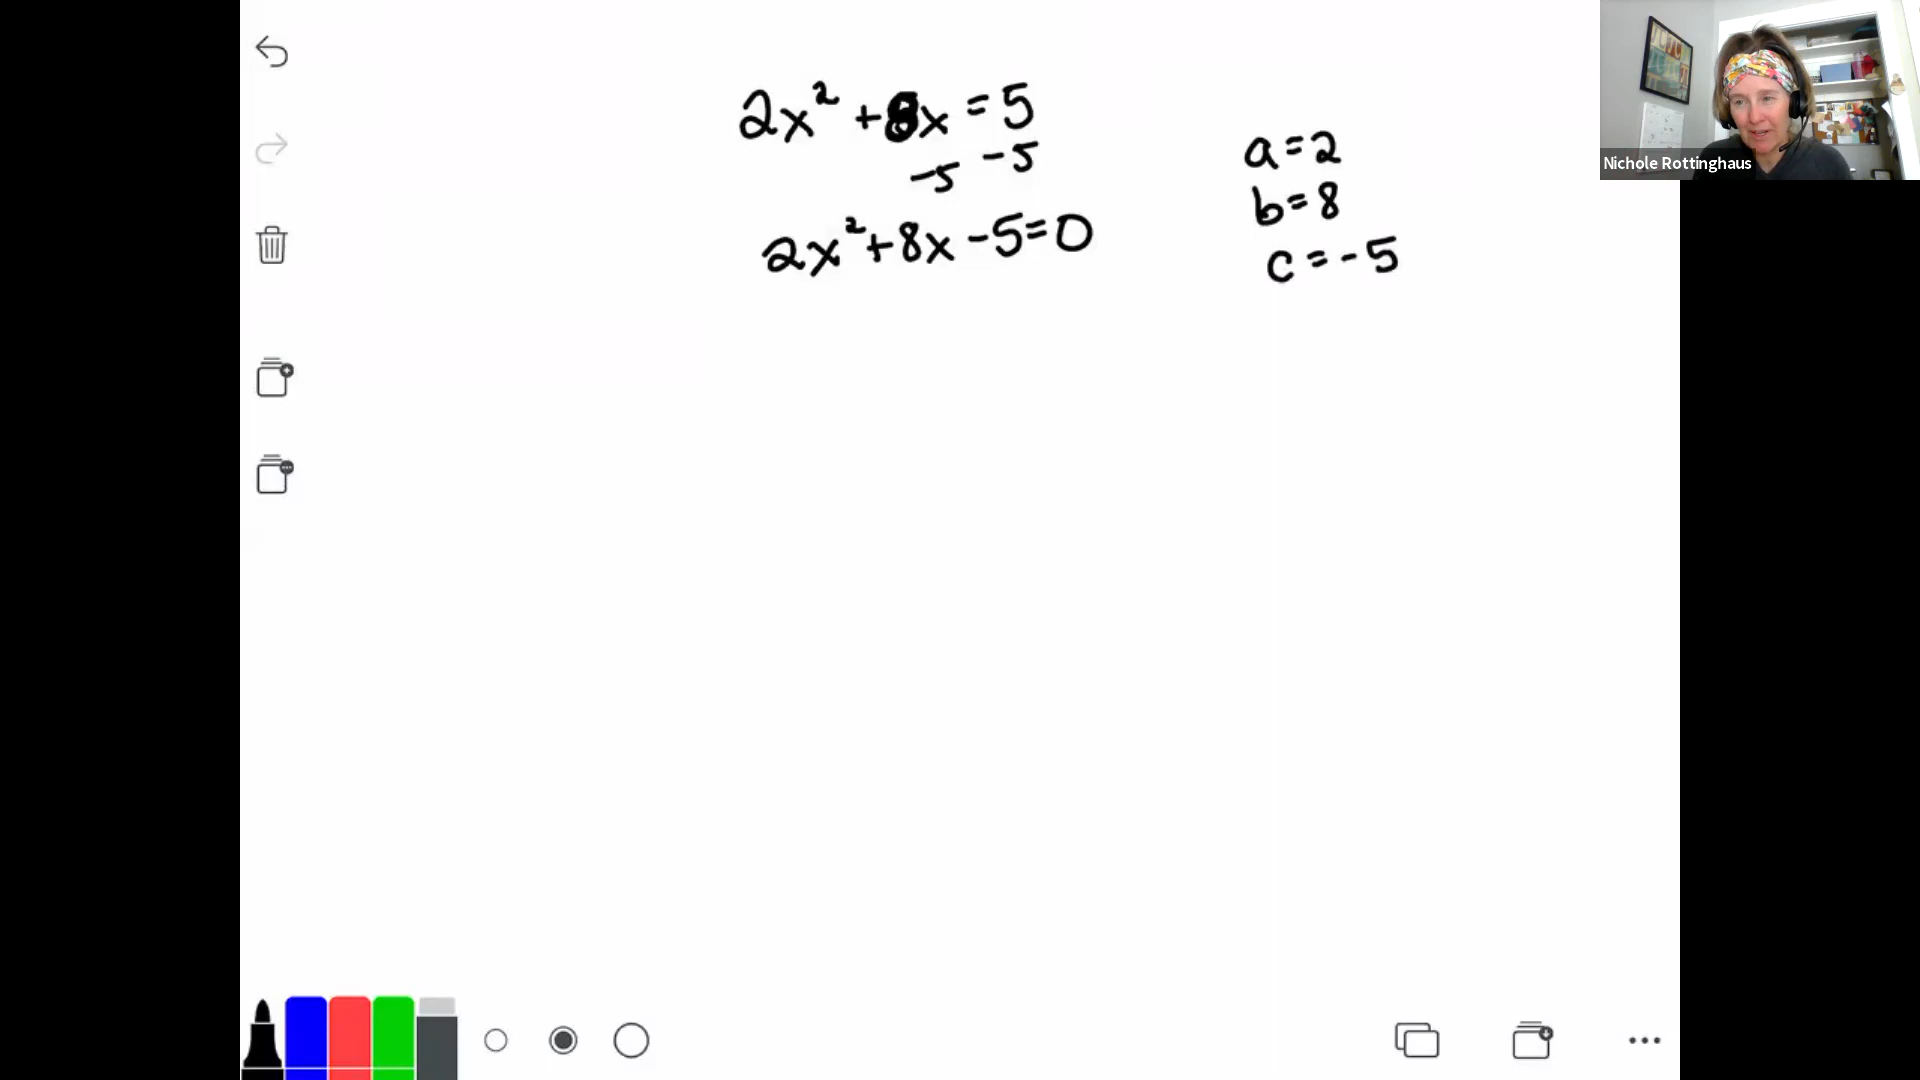 2x² + 8x = 5
-5 -5
2x² + 8x - 5 = 0
a = 2
b = 8
c = - 5
Nichole Rottinghaus